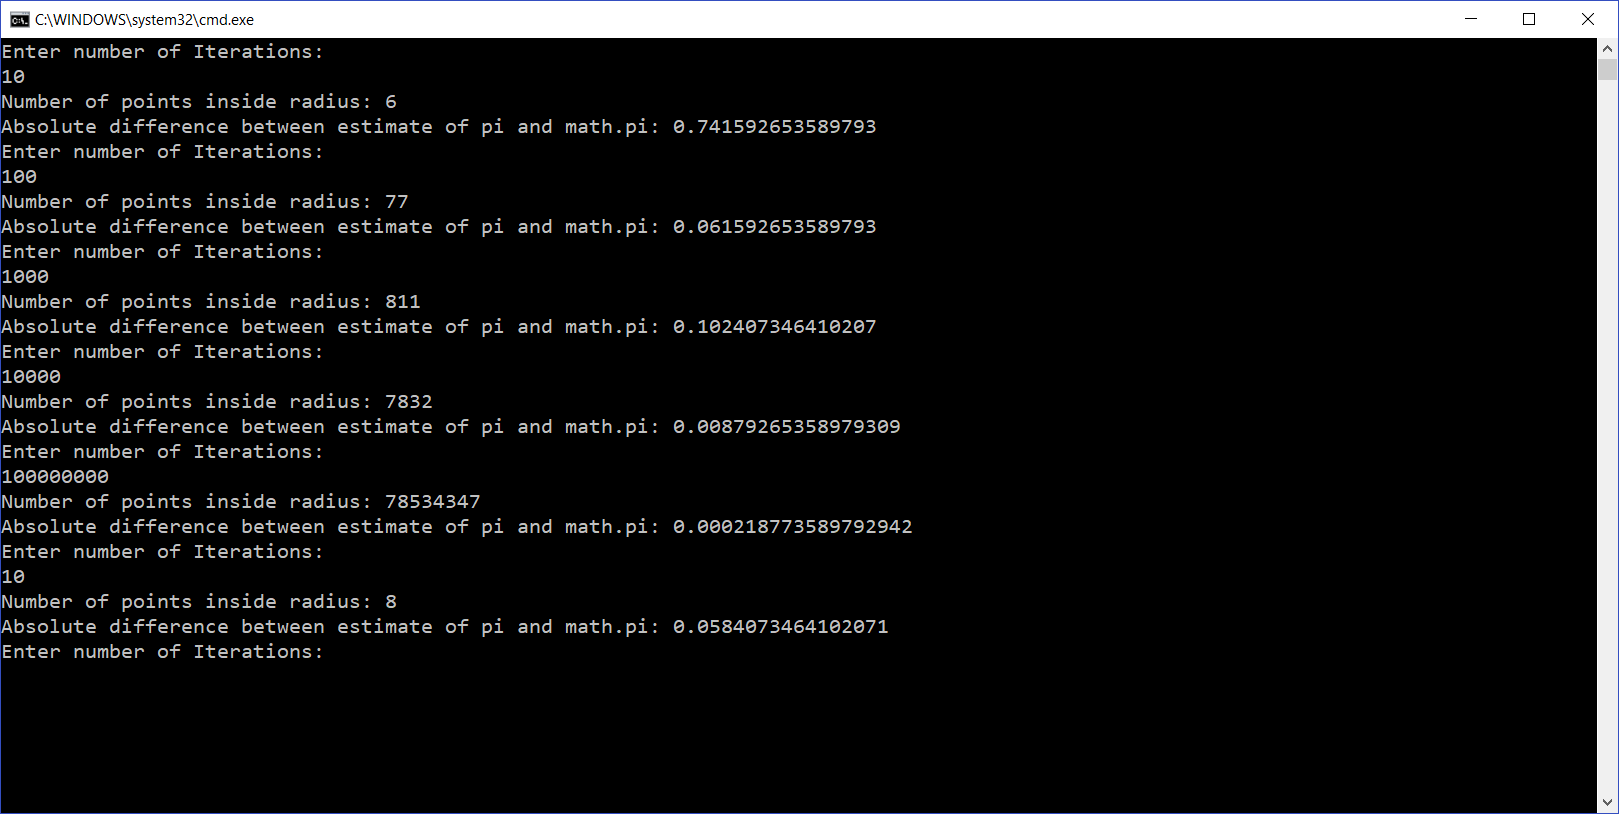 C:\WINDOWS\system32\cmd.exe
Enter number of Iterations:
10
Number of points inside radius: 6
Absolute difference between estimate of pi and math.pi: 0.741592653589793
Enter number of Iterations:
100
Number of points inside radius: 77
Absolute difference between estimate of pi and math.pi: 0.061592653589793
Enter number of Iterations:
1000
Number of points inside radius: 811
Absolute difference between estimate of pi and math.pi: 0.102407346410207
Enter number of Iterations:
10000
Number of points inside radius: 7832
Absolute difference between estimate of pi and math.pi: 0.00879265358979309
Enter number of Iterations:
100000000
Number of points inside radius: 78534347
Absolute difference between estimate of pi and math.pi: 0.000218773589792942
Enter number of Iterations:
10
Number of points inside radius: 8
Absolute difference between estimate of pi and math.pi: 0.0584073464102071
Enter number of Iterations: